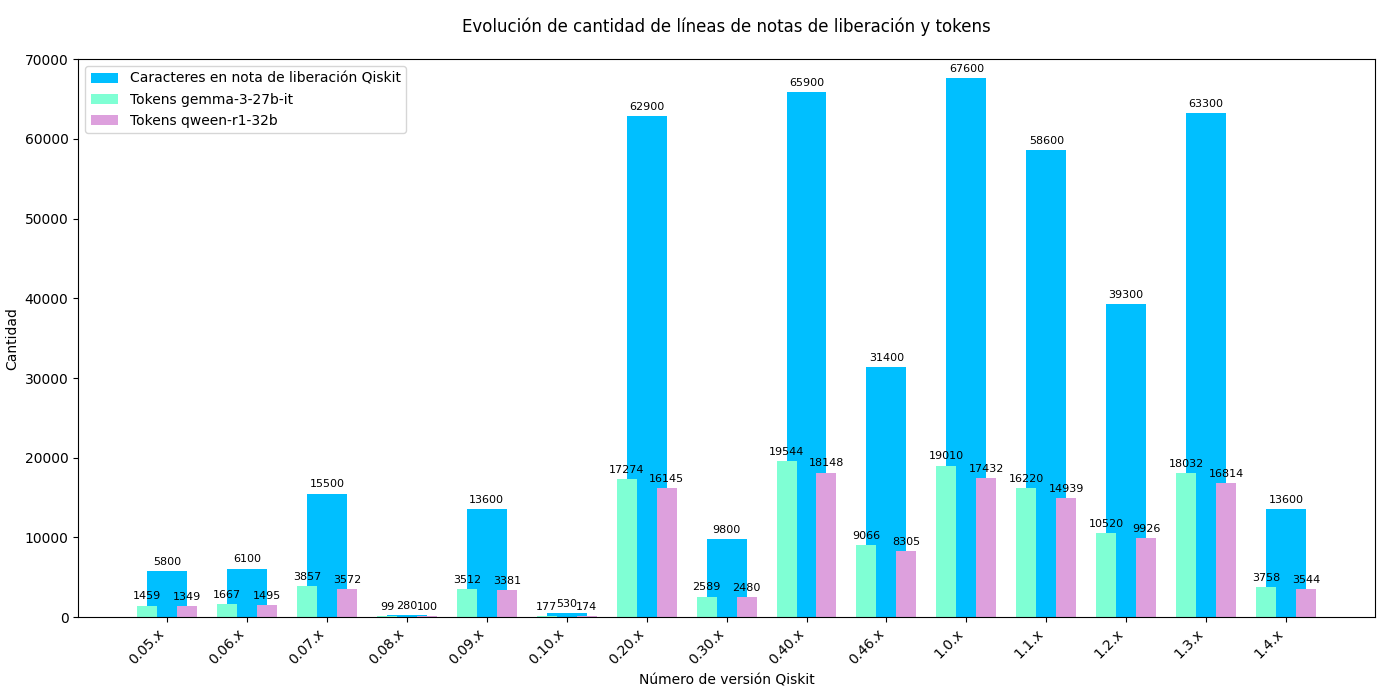 Evolución de cantidad de líneas de notas de liberación y tokens
Caracteres en nota de liberación Qiskit
Tokens gemma-3-27b-it
Tokens qween-r1-32b
Cantidad
70000
60000
50000
40000
30000
20000
10000
0
1459 5800 1349
1667 6100 1495
3857 15500 3572
99 280 100
3512 13600 3381
177 530 174
17274 62900 16145
2589 9800 2480
19544 65900 18148
9066 31400 8305
19010 67600 17432
16220 58600 14939
10520 39300 9926
18032 63300 16814
3758 13600 3544
0.05.x 0.06.x 0.07.x 0.08.x 0.09.x 0.10.x 0.20.x 0.30.x 0.40.x 0.46.x 1.0.x 1.1.x 1.2.x 1.3.x 1.4.x
Número de versión Qiskit